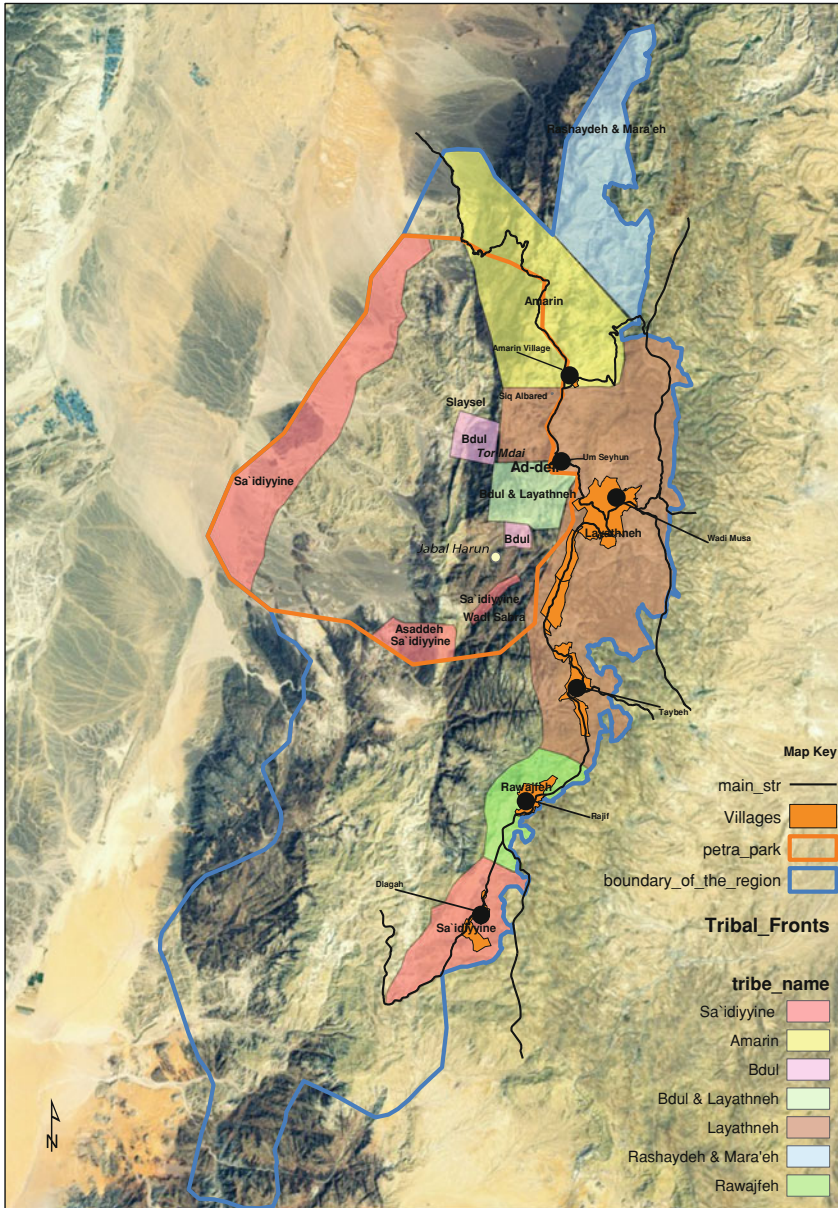 Rashaydeh & Mara'eh
Amarin
Amarin Village
Siq Albared
Slaysel
Bdul
Tor Mdai
Um Seyhun
Ad-deir
Sa`idiyyine
Bdul & Layathneh
Layathneh
Wadi Musa
Bdul
Jabal Harun
Sa`idiyyine
Wadi Sabra
Asaddeh
Sa`idiyyine
Taybeh
Rawajfeh
Rajif
Dlagah
Sa`idiyyine
N
Map Key
main_str
Villages
petra_park
boundary_of_the_region
Tribal_Fronts
tribe_name
Sa`idiyyine
Amarin
Bdul
Bdul & Layathneh
Layathneh
Rashaydeh & Mara'eh
Rawajfeh